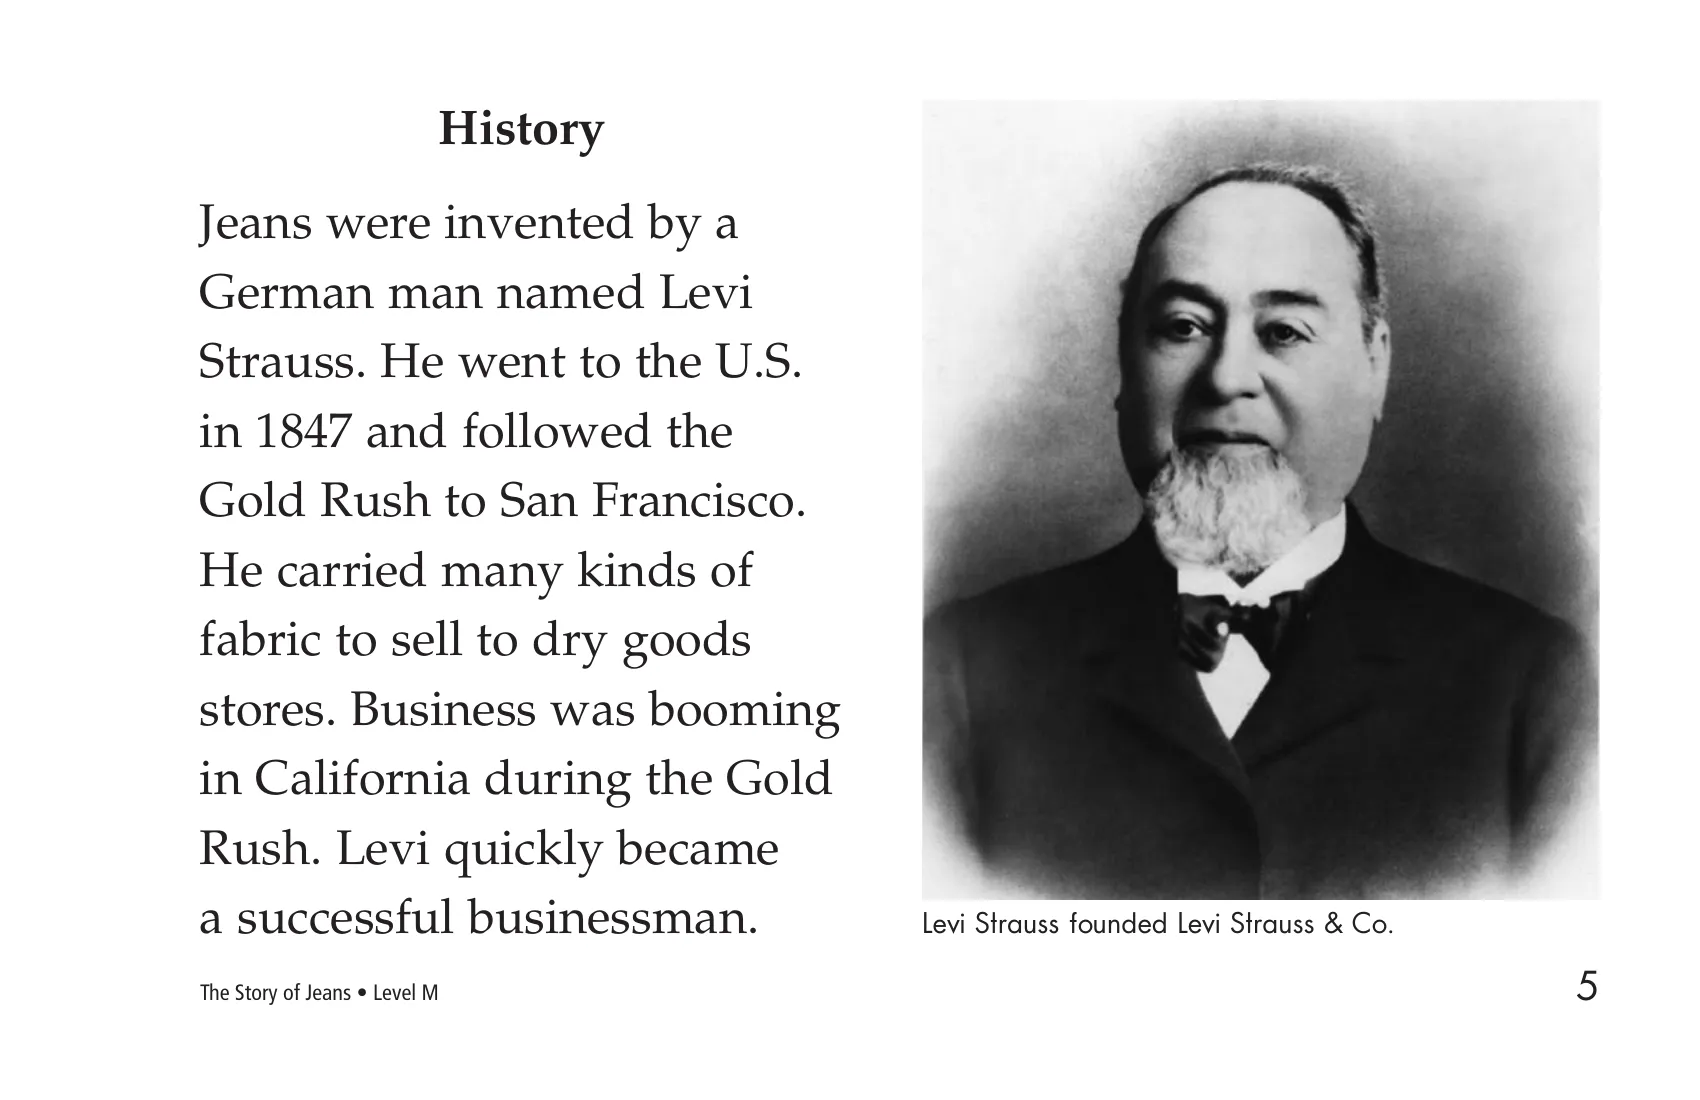 History
Jeans were invented by a
German man named Levi
Strauss. He went to the U.S.
in 1847 and followed the
Gold Rush to San Francisco.
He carried many kinds of
fabric to sell to dry goods
stores. Business was booming
in California during the Gold
Rush. Levi quickly became
a successful businessman.
Levi Strauss founded Levi Strauss & Co.
The Story of Jeans • Level M
5